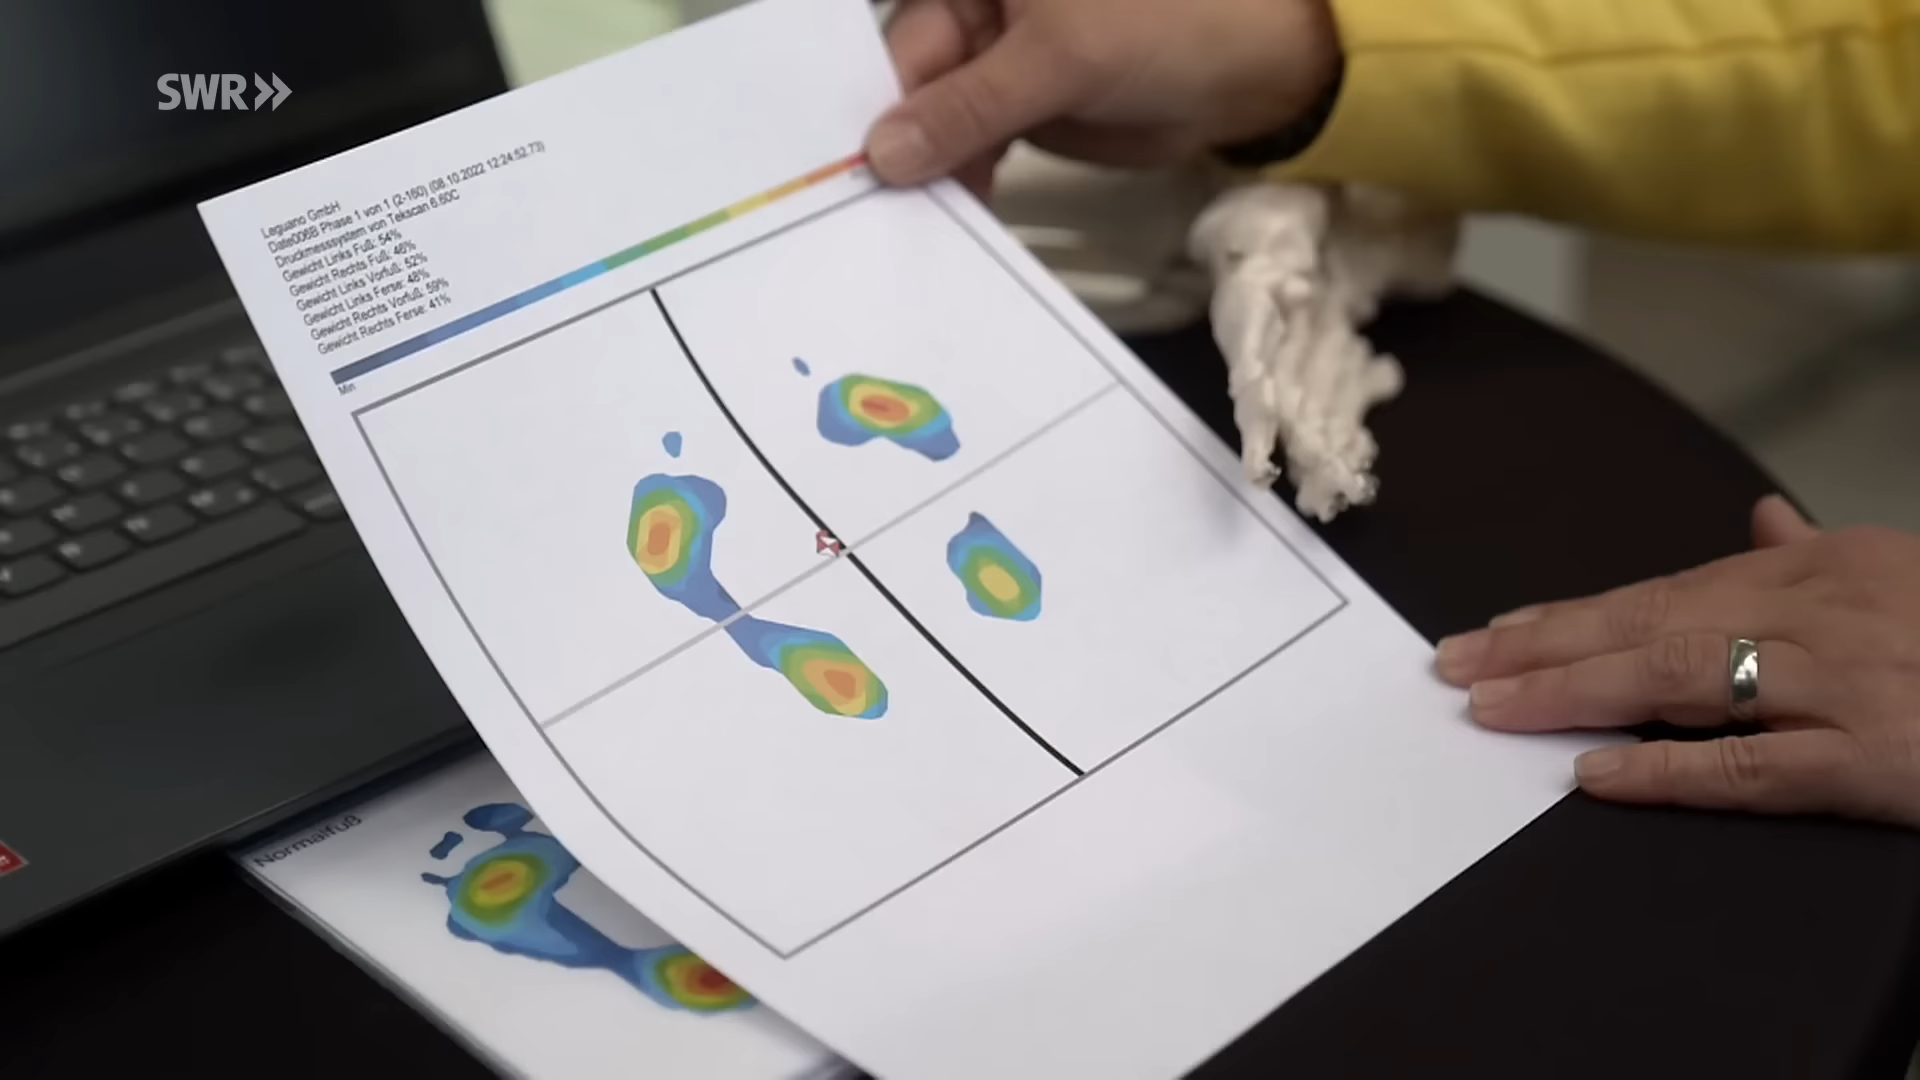 SWR
Leguano GmbH
Date006B Phase 1 von 1 (2-160) (08.10.2022 12:24:52.73)
Druckmesssystem von Tekscan 6.60C
Gewicht Links Fuß: 54%
Gewicht Rechts Fuß: 46%
Gewicht Links Vorfuß: 52%
Gewicht Links Ferse: 48%
Gewicht Rechts Vorfuß: 59%
Gewicht Rechts Ferse: 41%
Min
Normalfuß